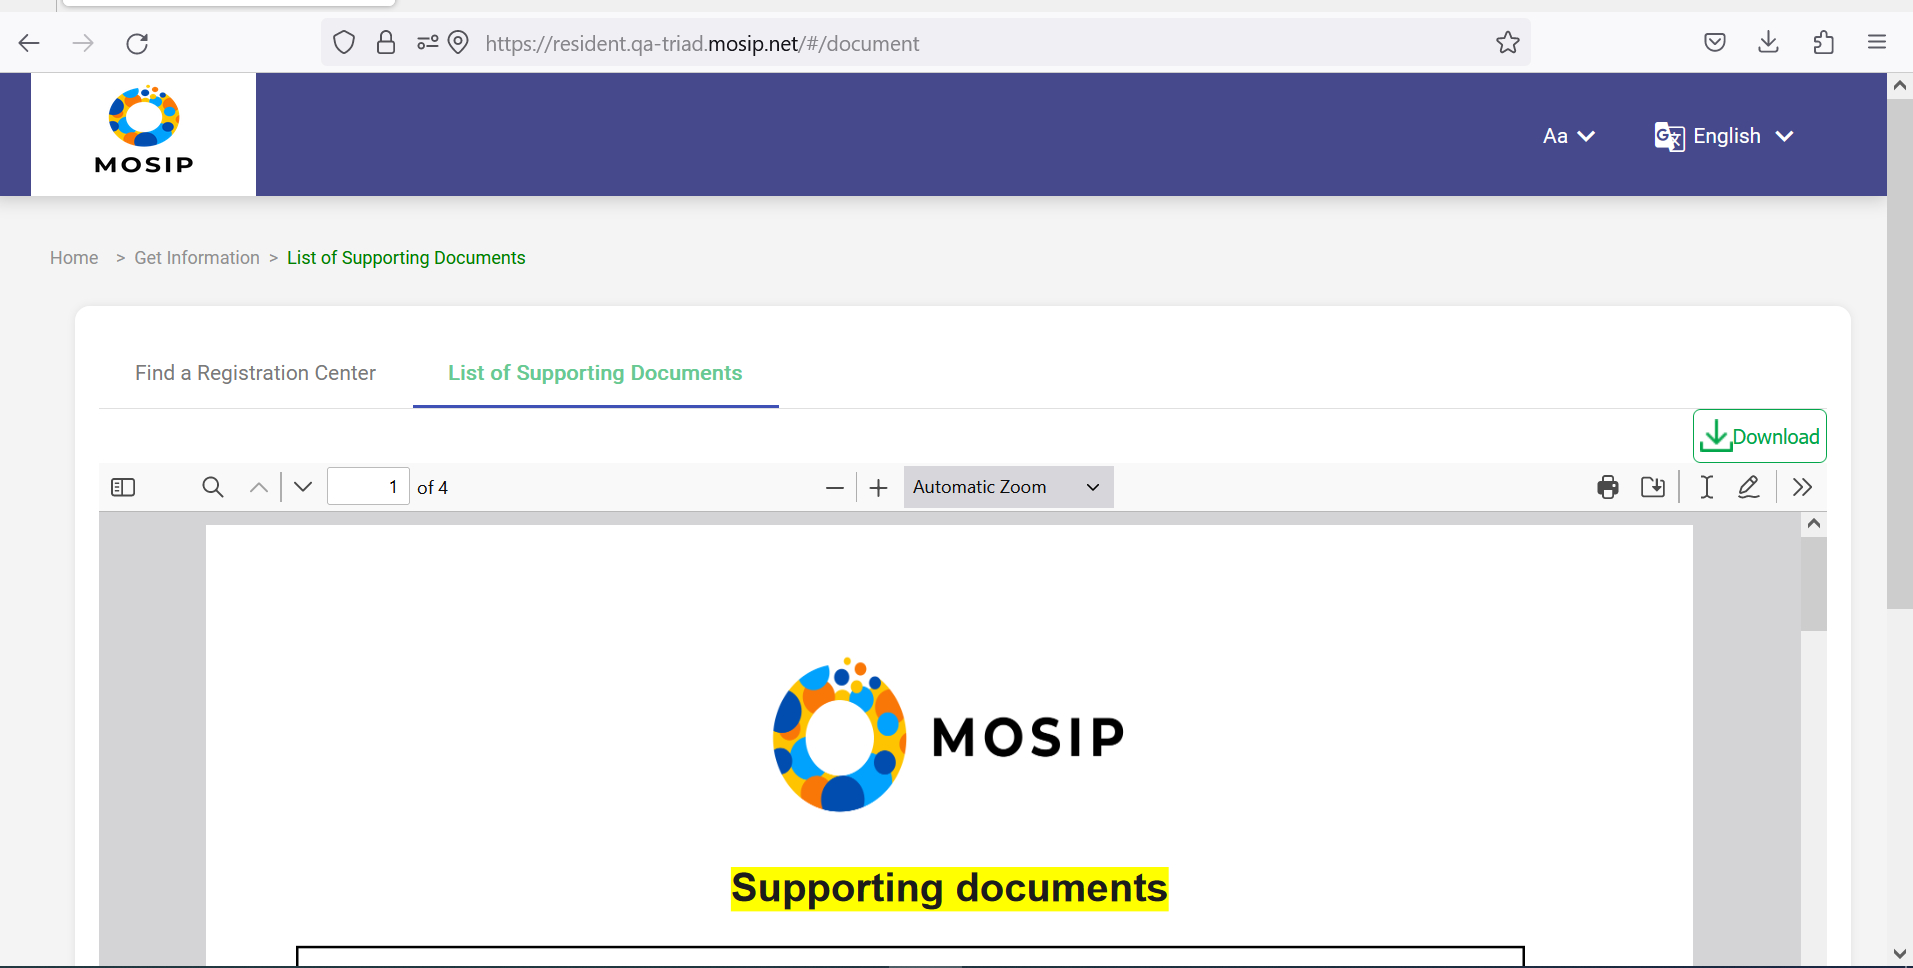 https://resident.qa-triad.mosip.net/#/document
MOSIP
Aa
English
Home > Get Information > List of Supporting Documents
Find a Registration Center
List of Supporting Documents
Download
1 of 4
Automatic Zoom
MOSIP
Supporting documents